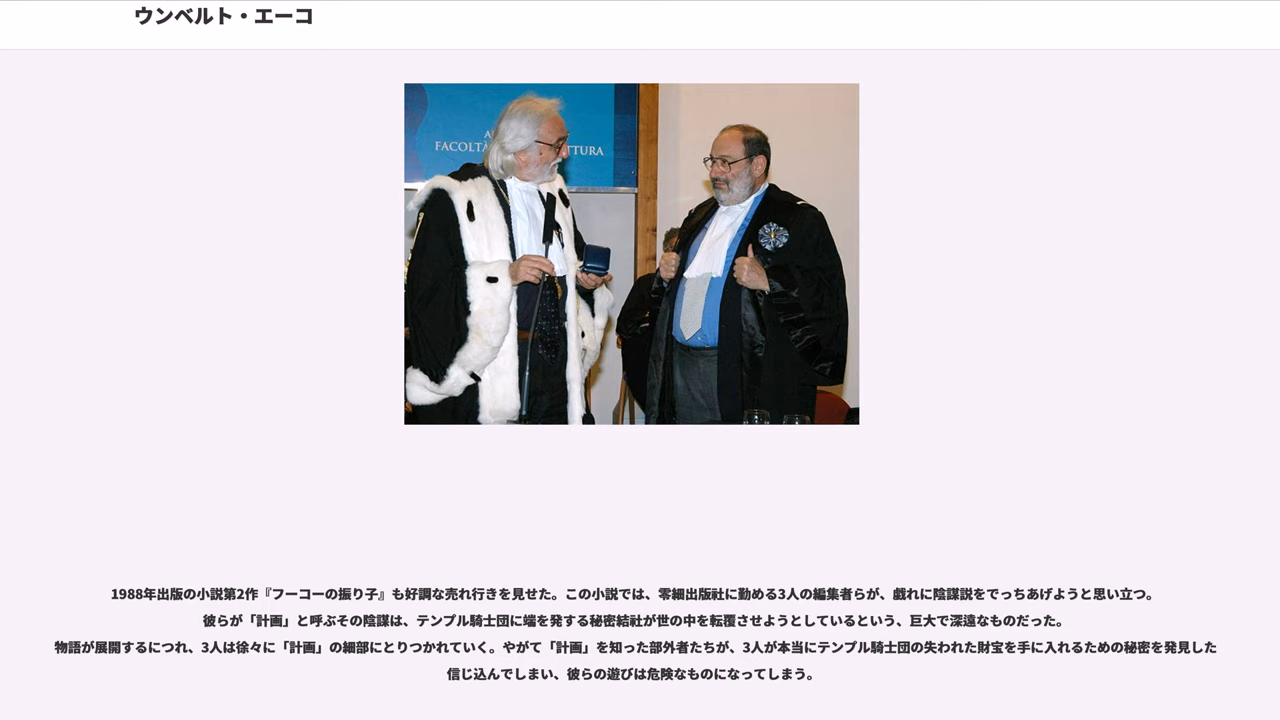 ウンベルト・エーコ
FACOLTÀ
TTURA
1988年出版の小説第2作『フーコーの振り子』も好調な売れ行きを見せた。この小説では、零細出版社に勤める3人の編集者らが、戯れに陰謀説をでっちあげようと思い立つ。
彼らが「計画」と呼ぶその陰謀は、テンプル騎士団に端を発する秘密結社が世の中を転覆させようとしているという、巨大で深遠なものだった。
物語が展開するにつれ、3人は徐々に「計画」の細部にとりつかれていく。やがて「計画」を知った部外者たちが、3人が本当にテンプル騎士団の失われた財宝を手に入れるための秘密を発見した
信じ込んでしまい、彼らの遊びは危険なものになってしまう。